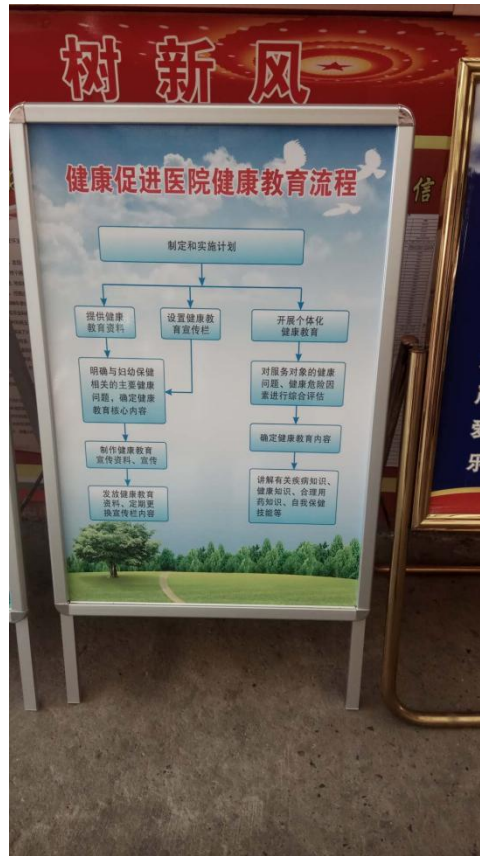 树新风
信
健康促进医院健康教育流程
制定和实施计划
提供健康
教育资料
设置健康教
育宣传栏
开展个体化
健康教育
明确与妇幼保健
相关的主要健康
问题，确定健康
教育核心内容
对服务对象的健康
问题、健康危险因
素进行综合评估
制作健康教育
宣传资料、宣传
确定健康教育内容
发放健康教育
资料、定期更
换宣传栏内容
讲解有关疾病知识、
健康知识、合理用
药知识、自我保健
技能等
爱
乐